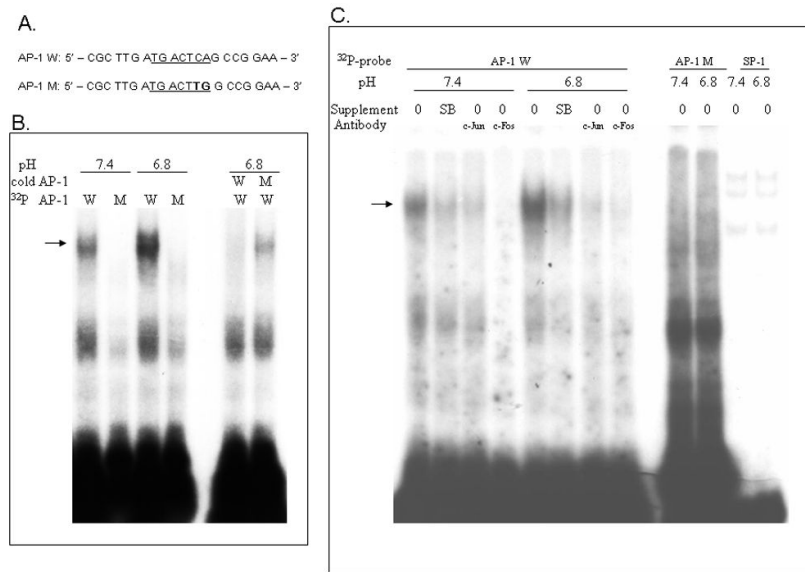 A.
AP-1 W: 5′ – CGC TTG ATG ACTCAG CCG GAA – 3′
AP-1 M: 5′ – CGC TTG ATG ACTTG G CCG GAA – 3′
B.
pH 7.4 6.8 6.8
cold AP-1 W M
32P AP-1 W M W M W W
C.
32P-probe AP-1 W AP-1 M SP-1
pH 7.4 6.8 7.4 6.8 7.4 6.8
Supplement 0 SB 0 0 0 SB 0 0 0 0 0 0
Antibody c-Jun c-Fos c-Jun c-Fos